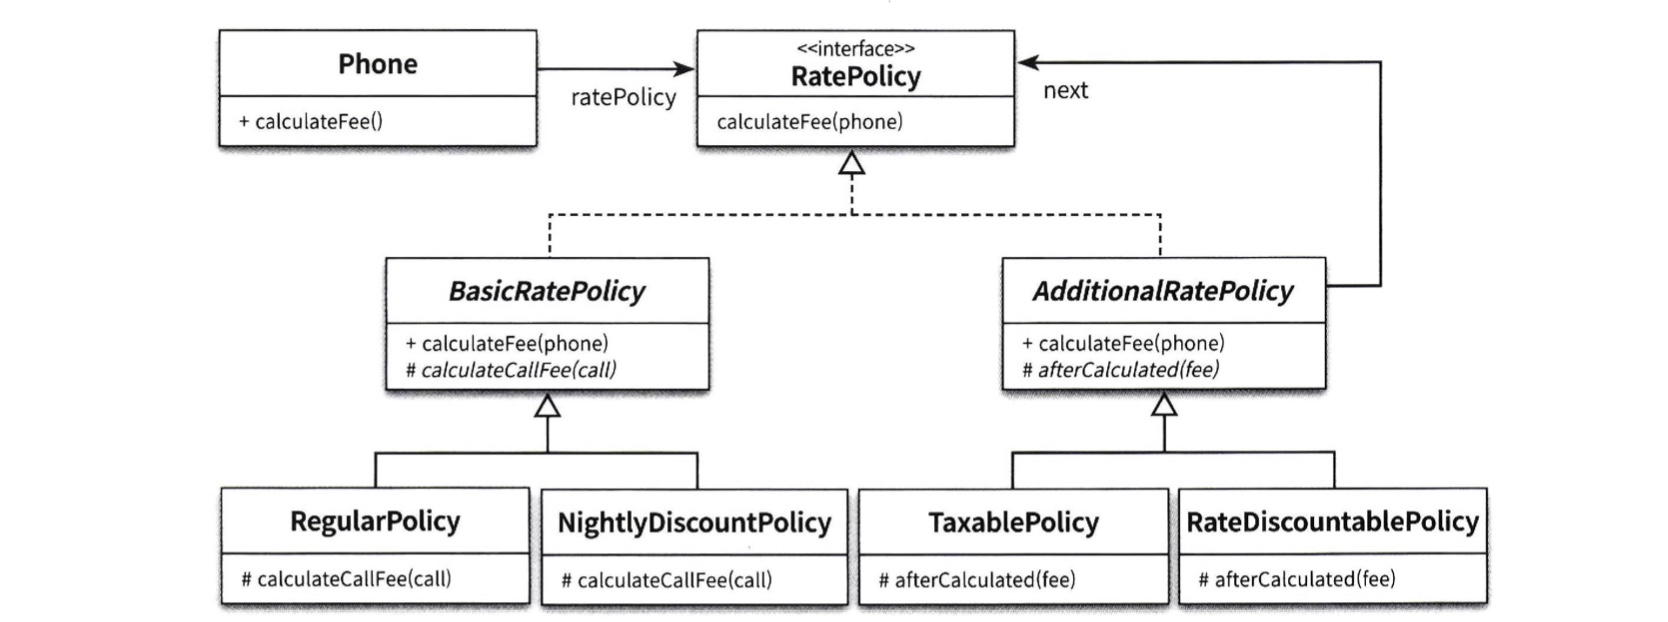 Phone
+ calculateFee()
ratePolicy
<<interface>>
RatePolicy
calculateFee(phone)
next
BasicRatePolicy
+ calculateFee(phone)
# calculateCallFee(call)
AdditionalRatePolicy
+ calculateFee(phone)
# afterCalculated(fee)
RegularPolicy
# calculateCallFee(call)
NightlyDiscountPolicy
# calculateCallFee(call)
TaxablePolicy
# afterCalculated(fee)
RateDiscountablePolicy
# afterCalculated(fee)